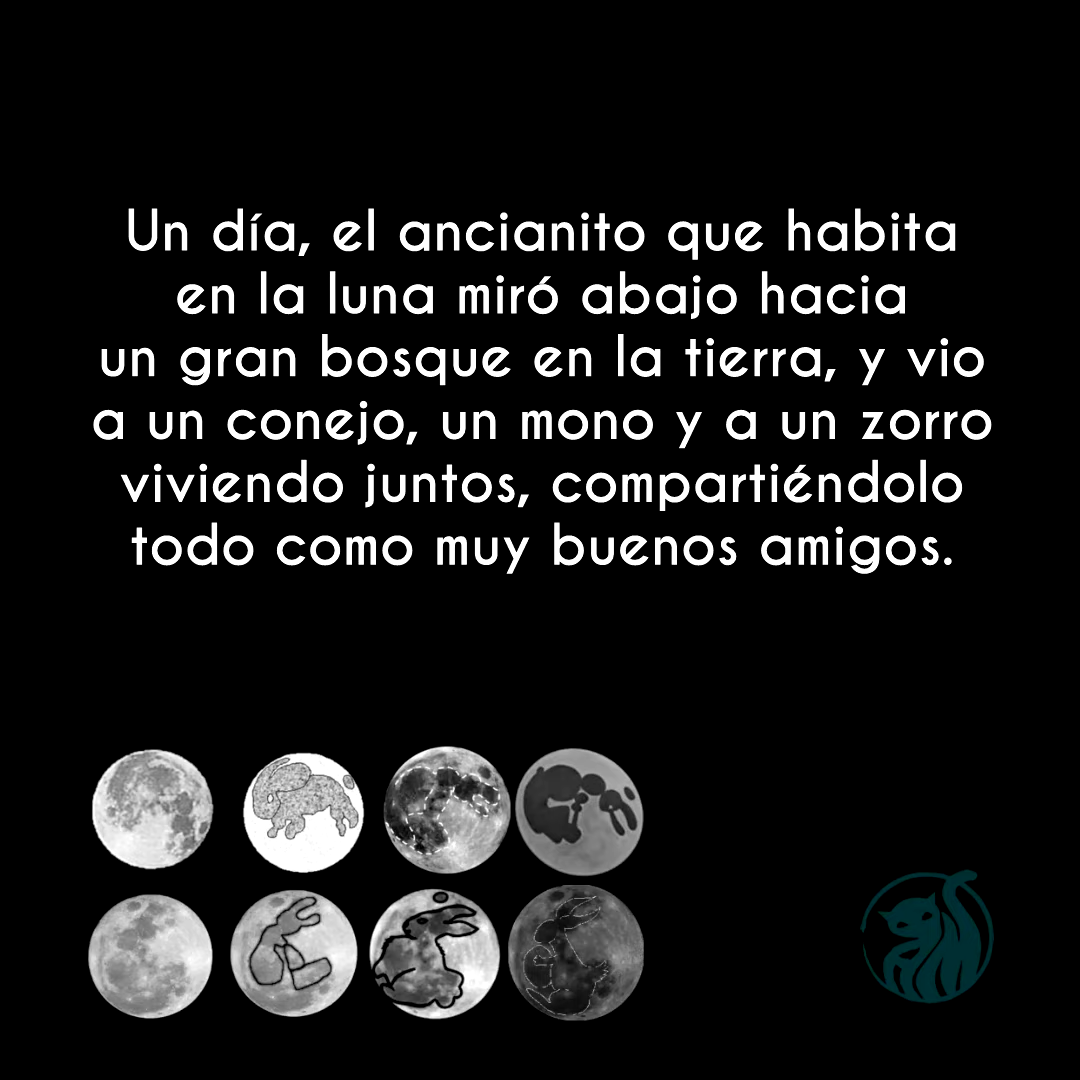 Un día, el ancianito que habita
en la luna miró abajo hacia
un gran bosque en la tierra, y vio
a un conejo, un mono y a un zorro
viviendo juntos, compartiéndolo
todo como muy buenos amigos.